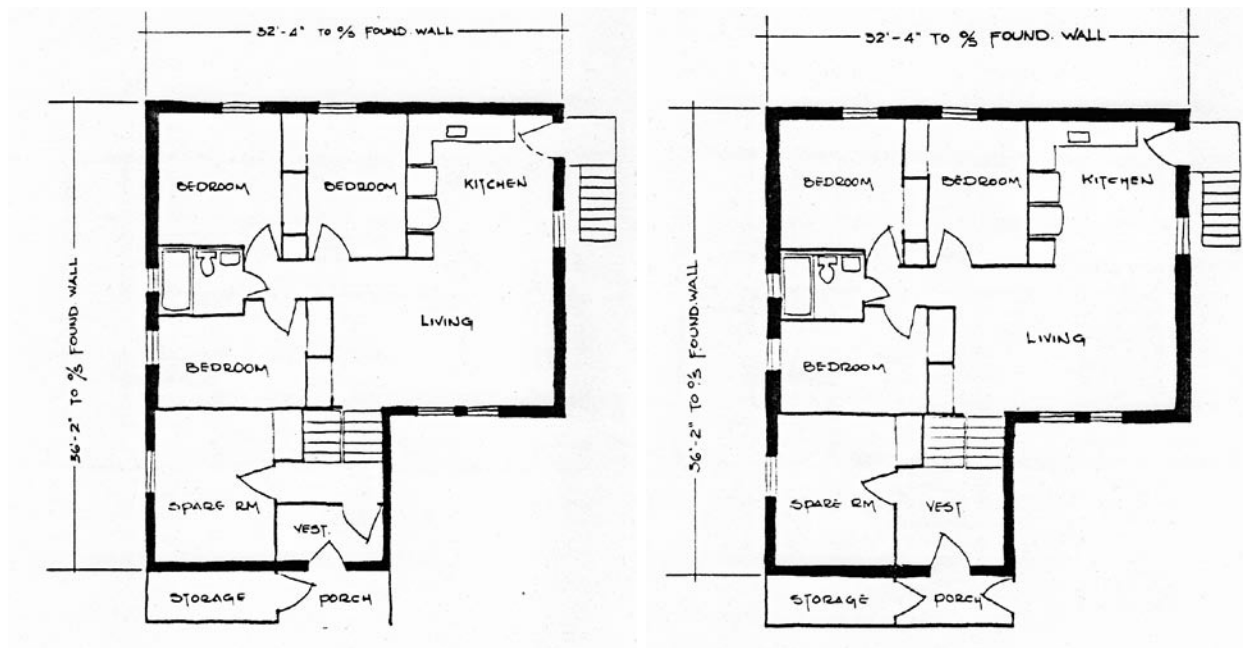 32'-4" TO O/S FOUND. WALL
36'-2" TO O/S FOUND. WALL
BEDROOM
BEDROOM
KITCHEN
LIVING
BEDROOM
SPARE RM
VEST.
STORAGE
PORCH
32'-4" TO O/S FOUND. WALL
36'-2" TO O/S FOUND. WALL
BEDROOM
BEDROOM
KITCHEN
LIVING
BEDROOM
SPARE RM
VEST
STORAGE
PORCH